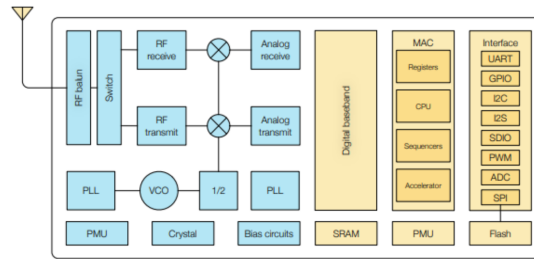 RF balun
Switch
RF
receive
Analog
receive
RF
transmit
Analog
transmit
PLL
VCO
1/2
PLL
PMU
Crystal
Bias circuits
Digital baseband
SRAM
MAC
Registers
CPU
Sequencers
Accelerator
PMU
Interface
UART
GPIO
I2C
I2S
SDIO
PWM
ADC
SPI
Flash